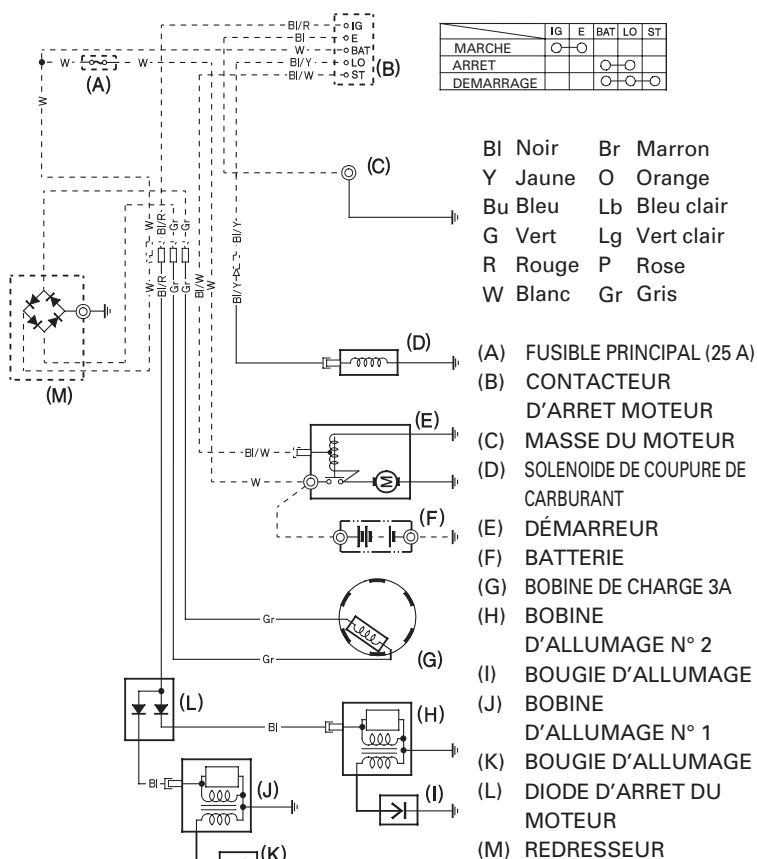 Bl/R IG
Bl E
W BAT
Bl/Y LO
Bl/W ST
(B)
W W
(A)
IG E BAT LO ST
MARCHE
ARRET
DEMARRAGE
W
(C)
Bl Noir Br Marron
Y Jaune O Orange
Bu Bleu Lb Bleu clair
G Vert Lg Vert clair
R Rouge P Rose
W Blanc Gr Gris
W Bl/R Gr Gr
Bl/Y
W Bl/R Gr Gr
Bl/W W Bl/Y
(M)
(D)
(E)
Bl/W
W
M
(F)
Gr
Gr
(G)
(L)
Bl
(H)
Bl
(J)
(I)
(K)
(A) FUSIBLE PRINCIPAL (25 A)
(B) CONTACTEUR
D’ARRET MOTEUR
(C) MASSE DU MOTEUR
(D) SOLENOIDE DE COUPURE DE
CARBURANT
(E) DÉMARREUR
(F) BATTERIE
(G) BOBINE DE CHARGE 3A
(H) BOBINE
D’ALLUMAGE N° 2
(I) BOUGIE D’ALLUMAGE
(J) BOBINE
D’ALLUMAGE N° 1
(K) BOUGIE D’ALLUMAGE
(L) DIODE D’ARRET DU
MOTEUR
(M) REDRESSEUR